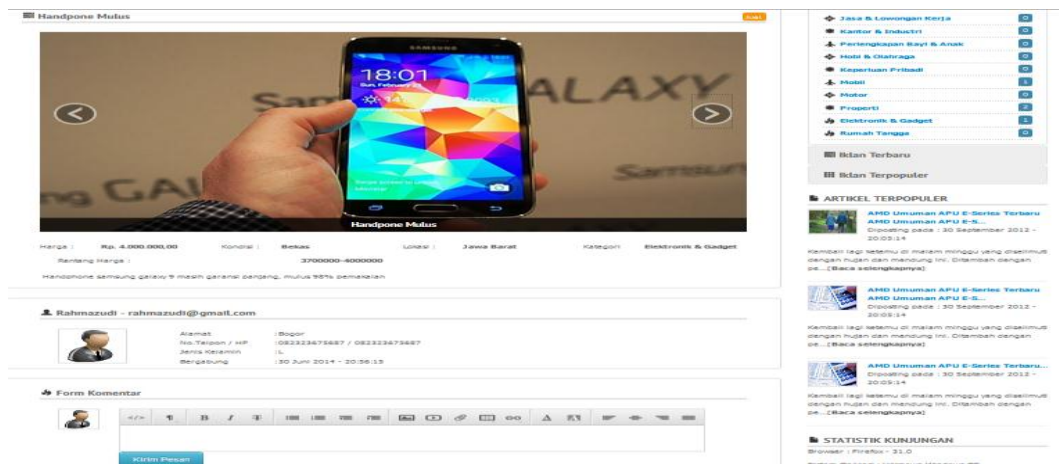 Handpone Mulus
SAMSUNG
18:01
GALAXY
Samsun
Handpone Mulus
Harga : Rp. 4.000.000,00 Kondisi : Bekas Lokasi : Jawa Barat Kategori Elektronik & Gadget
Rentang Harga : 3700000-4000000
Handphone samsung galaxy 5 masih garansi panjang, mulus 98% pemakaian
Rahmazudi - rahmazudi@gmail.com
Alamat :Bogor
No.Telpon / HP :082323673687 / 082323673687
Jenis Kelamin :L
Bergabung :30 Juni 2014 - 20:56:15
Form Komentar
Kirim Pesan
Jasa & Lowongan Kerja 0
Kantor & Industri 0
Perlengkapan Bayi & Anak 0
Hobi & Olahraga 0
Keperluan Pribadi 0
Mobil 1
Motor 0
Properti 2
Elektronik & Gadget 1
Rumah Tangga 0
Iklan Terbaru
Iklan Terpopuler
ARTIKEL TERPOPULER
AMD Umuman APU E-Series Terbaru
AMD Umuman APU E-S...
Diposting pada : 30 September 2012 -
20:05:14
Kembali lagi ketemu di malam minggu yang diselimuti
dengan hujan dan mendung ini. Ditambah dengan
pe...[Baca selengkapnya]
AMD Umuman APU E-Series Terbaru
AMD Umuman APU E-S...
Diposting pada : 30 September 2012 -
20:05:14
Kembali lagi ketemu di malam minggu yang diselimuti
dengan hujan dan mendung ini. Ditambah dengan
pe...[Baca selengkapnya]
AMD Umuman APU E-Series Terbaru...
Diposting pada : 30 September 2012 -
20:05:14
Kembali lagi ketemu di malam minggu yang diselimuti
dengan hujan dan mendung ini. Ditambah dengan
pe...[Baca selengkapnya]
STATISTIK KUNJUNGAN
Browser : Firefox - 31.0